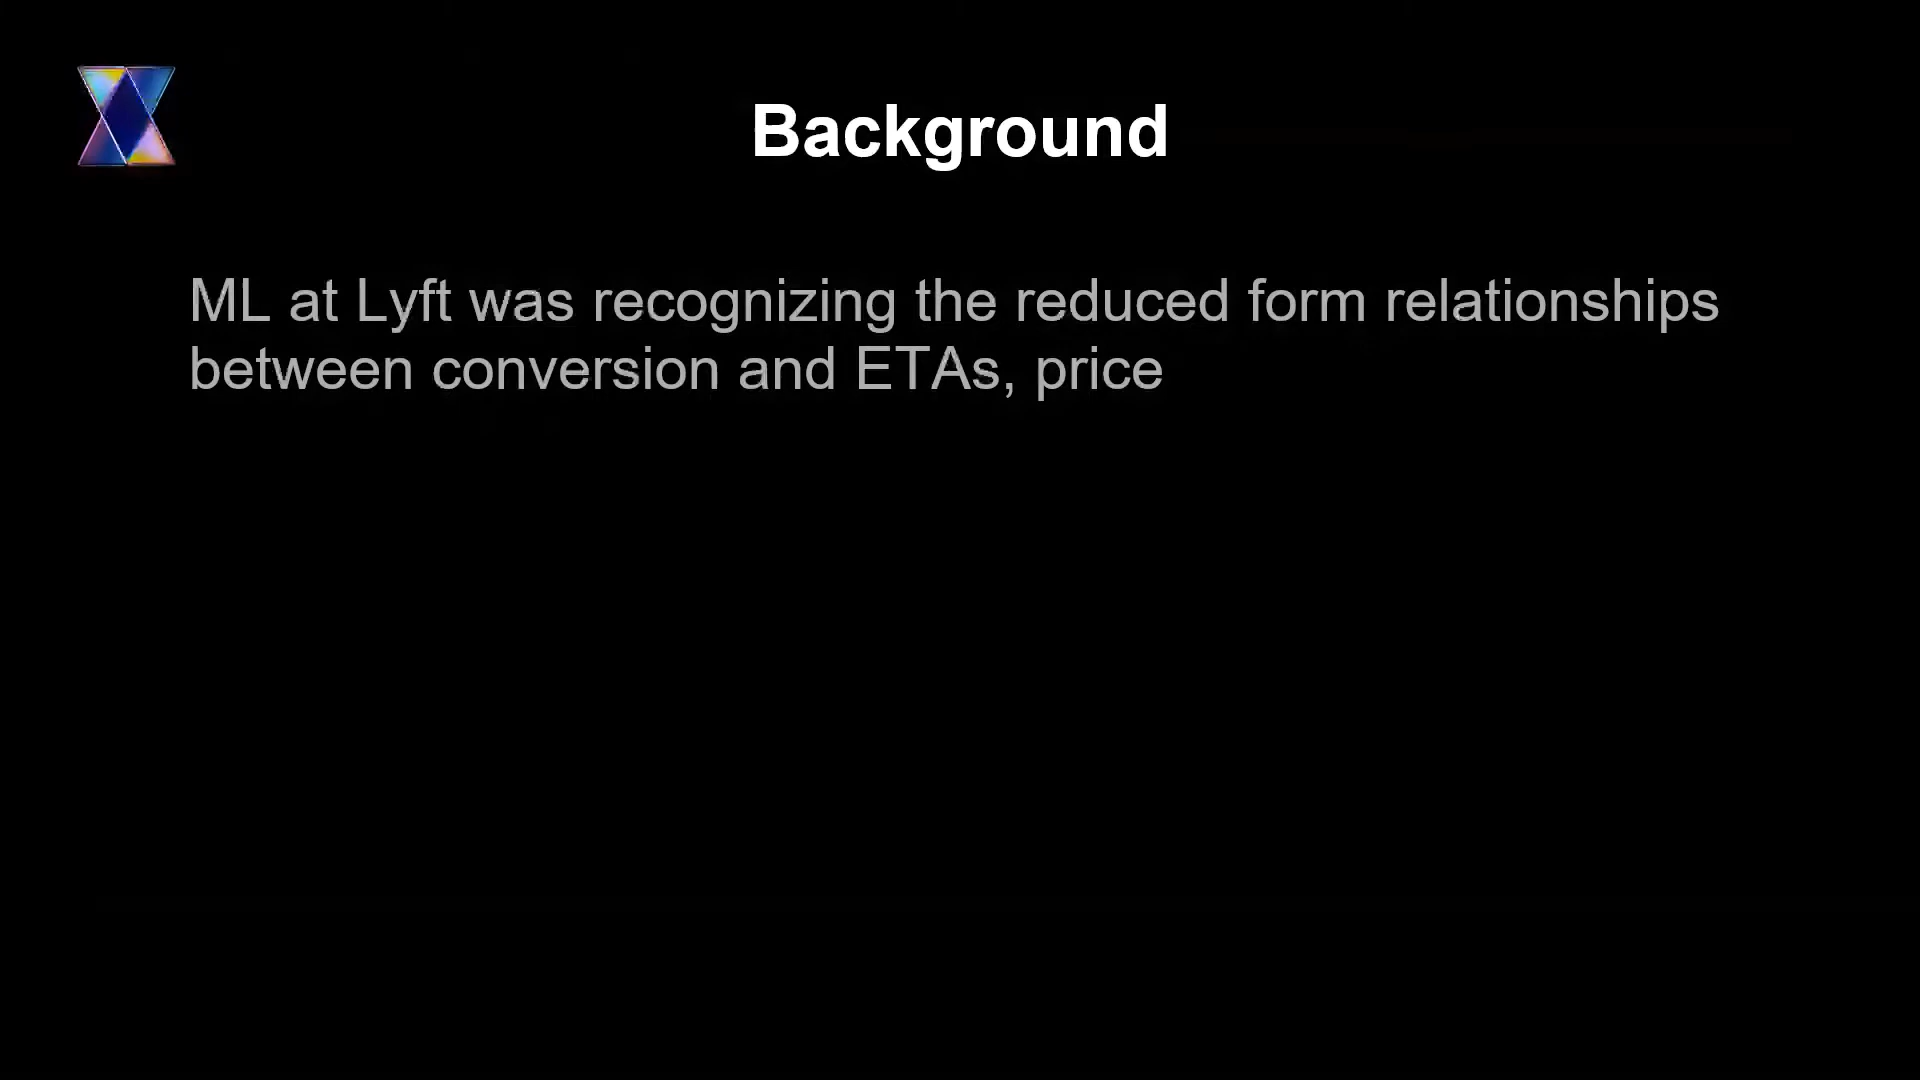 Background
ML at Lyft was recognizing the reduced form relationships
between conversion and ETAs, price